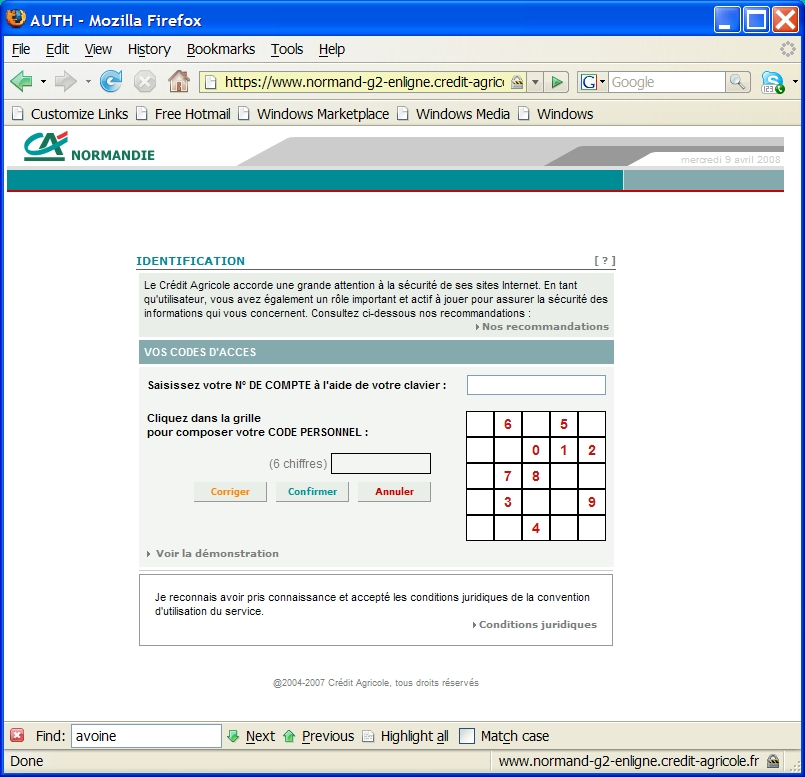 AUTH - Mozilla Firefox
File Edit View History Bookmarks Tools Help
https://www.normand-g2-enligne.credit-agric G Google
Customize Links Free Hotmail Windows Marketplace Windows Media Windows
CA NORMANDIE
mercredi 9 avril 2008
IDENTIFICATION [ ? ]
Le Crédit Agricole accorde une grande attention à la sécurité de ses sites Internet. En tant
qu'utilisateur, vous avez également un rôle important et actif à jouer pour assurer la sécurité des
informations qui vous concernent. Consultez ci-dessous nos recommandations :
Nos recommandations
VOS CODES D'ACCES
Saisissez votre N° DE COMPTE à l'aide de votre clavier :
Cliquez dans la grille
pour composer votre CODE PERSONNEL :
(6 chiffres)
Corriger Confirmer Annuler
6 5
0 1 2
7 8
3 9
4
Voir la démonstration
Je reconnais avoir pris connaissance et accepté les conditions juridiques de la convention
d'utilisation du service.
Conditions juridiques
@2004-2007 Crédit Agricole, tous droits réservés
Find: avoine Next Previous Highlight all Match case
Done www.normand-g2-enligne.credit-agricole.fr